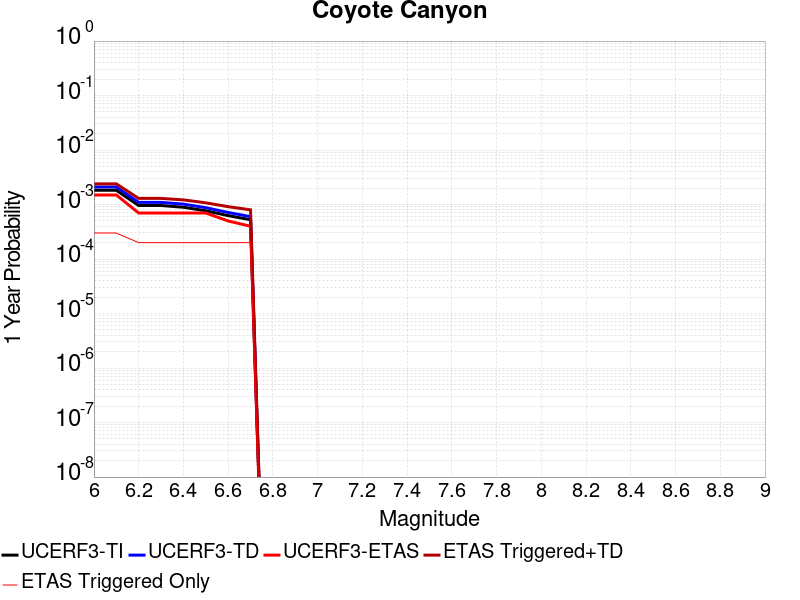 Coyote Canyon
10 0
10 -1
10 -2
10 -3
10 -4
10 -5
10 -6
10 -7
10 -8
1 Year Probability
6 6.2 6.4 6.6 6.8 7 7.2 7.4 7.6 7.8 8 8.2 8.4 8.6 8.8 9
Magnitude
UCERF3-TI UCERF3-TD UCERF3-ETAS ETAS Triggered+TD
ETAS Triggered Only